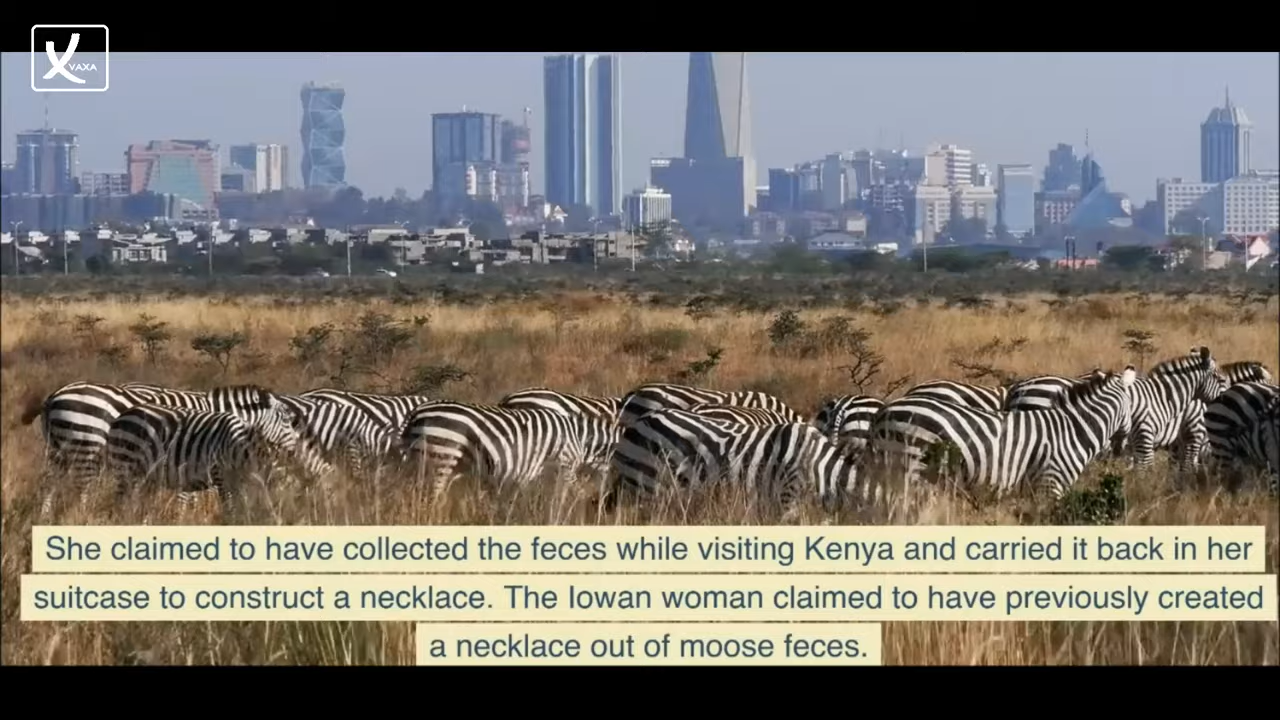 VAXA
She claimed to have collected the feces while visiting Kenya and carried it back in her
suitcase to construct a necklace. The Iowan woman claimed to have previously created
a necklace out of moose feces.